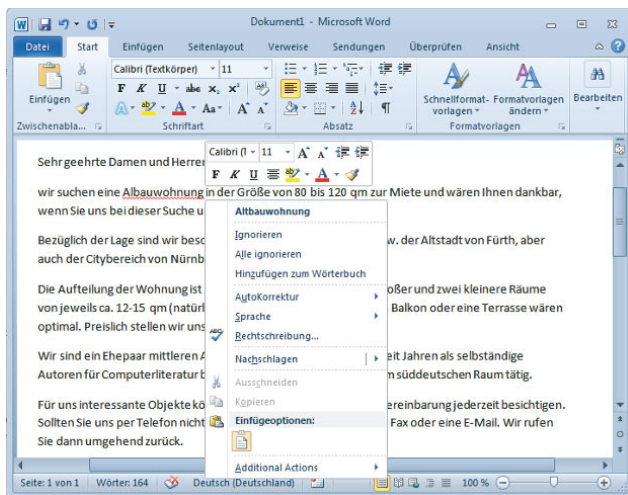 Dokument1 - Microsoft Word
Datei Start Einfügen Seitenlayout Verweise Sendungen Überprüfen Ansicht
Calibri (Textkörper) 11
Einfügen
F K U abc x₂ x²
Aa A A
Schnellformat-vorlagen
Formatvorlagen ändern
Bearbeiten
Zwischenabla... Schriftart Absatz Formatvorlagen
Sehr geehrte Damen und Herren
Calibri (T 11 A A
F K U A
wir suchen eine Albauwohnung in der Größe von 80 bis 120 qm zur Miete und wären Ihnen dankbar,
wenn Sie uns bei dieser Suche u
Bezüglich der Lage sind wir besc w. der Altstadt von Fürth, aber
auch der Citybereich von Nürnb
Die Aufteilung der Wohnung ist oßer und zwei kleinere Räume
von jeweils ca. 12-15 qm (natürl Balkon oder eine Terrasse wären
optimal. Preislich stellen wir uns
Wir sind ein Ehepaar mittleren A eit Jahren als selbständige
Autoren für Computerliteratur b n süddeutschen Raum tätig.
Für uns interessante Objekte kö ereinbarung jederzeit besichtigen.
Sollten Sie uns per Telefon nicht Fax oder eine E-Mail. Wir rufen
Sie dann umgehend zurück.
Altbauwohnung
Ignorieren
Alle ignorieren
Hinzufügen zum Wörterbuch
AutoKorrektur
Sprache
Rechtschreibung...
Nachschlagen
Ausschneiden
Kopieren
Einfügeoptionen:
Additional Actions
Seite: 1 von 1 Wörter: 164 Deutsch (Deutschland) 100 %